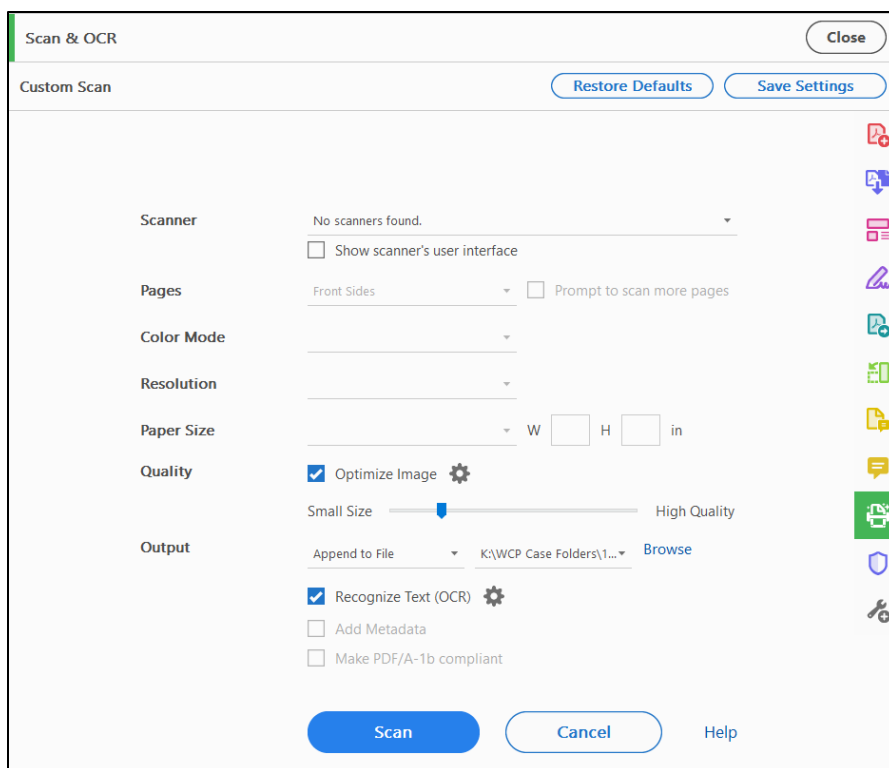 Scan & OCR Close
Custom Scan Restore Defaults Save Settings
Scanner No scanners found.
Show scanner's user interface
Pages Front Sides Prompt to scan more pages
Color Mode
Resolution
Paper Size W H in
Quality Optimize Image
Small Size High Quality
Output Append to File K:\WCP Case Folders\1... Browse
Recognize Text (OCR)
Add Metadata
Make PDF/A-1b compliant
Scan Cancel Help